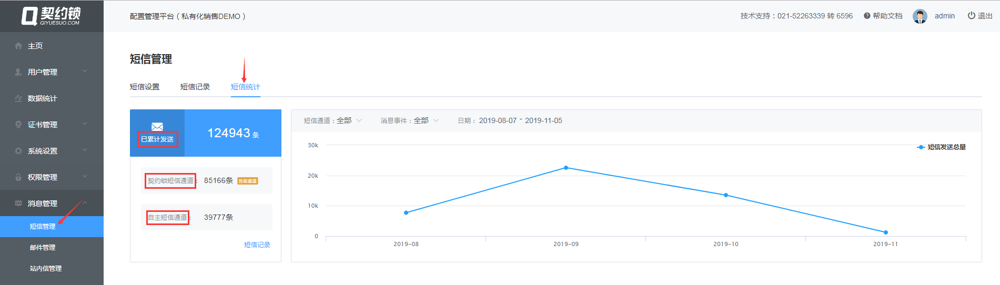 契约锁
QIYUESUO.COM
配置管理平台（私有化销售DEMO）
技术支持：021-52263339 转 6596
帮助文档
admin
退出
主页
用户管理
数据统计
证书管理
系统设置
权限管理
消息管理
短信管理
邮件管理
站内信管理
短信管理
短信设置
短信记录
短信统计
已累计发送
124943 条
契约锁短信通道： 85166条 当前通道
自主短信通道： 39777条
短信记录
短信通道：全部
消息事件：全部
日期： 2019-08-07 - 2019-11-05
短信发送总量
30k
20k
10k
0
2019-08
2019-09
2019-10
2019-11